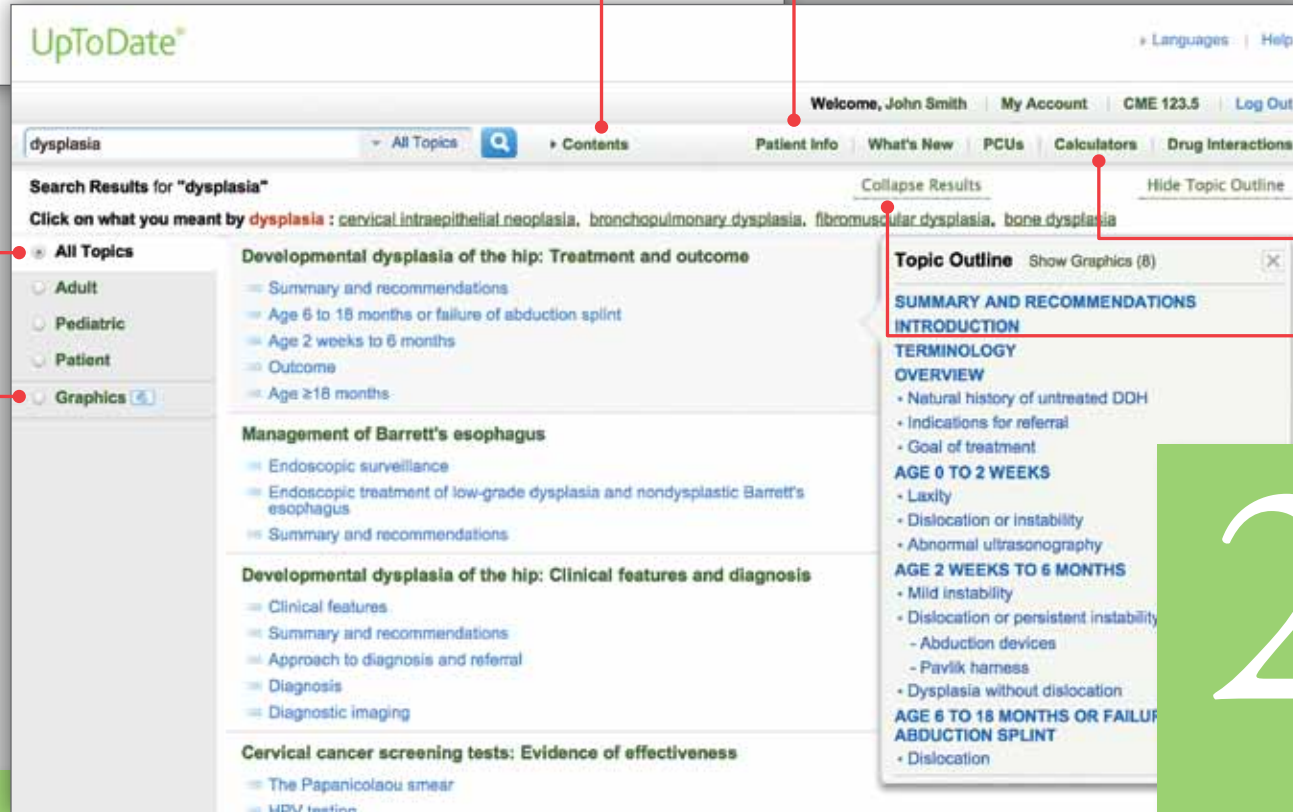 UpToDate®
Languages | Help
Welcome, John Smith | My Account | CME 123.5 | Log Out
dysplasia
All Topics
Contents
Patient Info | What's New | PCUs | Calculators | Drug Interactions
Search Results for "dysplasia"
Collapse Results
Hide Topic Outline
Click on what you meant by dysplasia : cervical intraepithelial neoplasia, bronchopulmonary dysplasia, fibromuscular dysplasia, bone dysplasia
All Topics
Adult
Pediatric
Patient
Graphics
Developmental dysplasia of the hip: Treatment and outcome
Summary and recommendations
Age 6 to 18 months or failure of abduction splint
Age 2 weeks to 6 months
Outcome
Age ≥18 months
Management of Barrett's esophagus
Endoscopic surveillance
Endoscopic treatment of low-grade dysplasia and nondysplastic Barrett's
esophagus
Summary and recommendations
Developmental dysplasia of the hip: Clinical features and diagnosis
Clinical features
Summary and recommendations
Approach to diagnosis and referral
Diagnosis
Diagnostic imaging
Cervical cancer screening tests: Evidence of effectiveness
The Papanicolaou smear
HPV testing
Topic Outline Show Graphics (8)
SUMMARY AND RECOMMENDATIONS
INTRODUCTION
TERMINOLOGY
OVERVIEW
- Natural history of untreated DDH
- Indications for referral
- Goal of treatment
AGE 0 TO 2 WEEKS
- Laxity
- Dislocation or instability
- Abnormal ultrasonography
AGE 2 WEEKS TO 6 MONTHS
- Mild instability
- Dislocation or persistent instability
- Abduction devices
- Pavlik harness
- Dysplasia without dislocation
AGE 6 TO 18 MONTHS OR
ABDUCTION SPLINT
- Dislocation
2